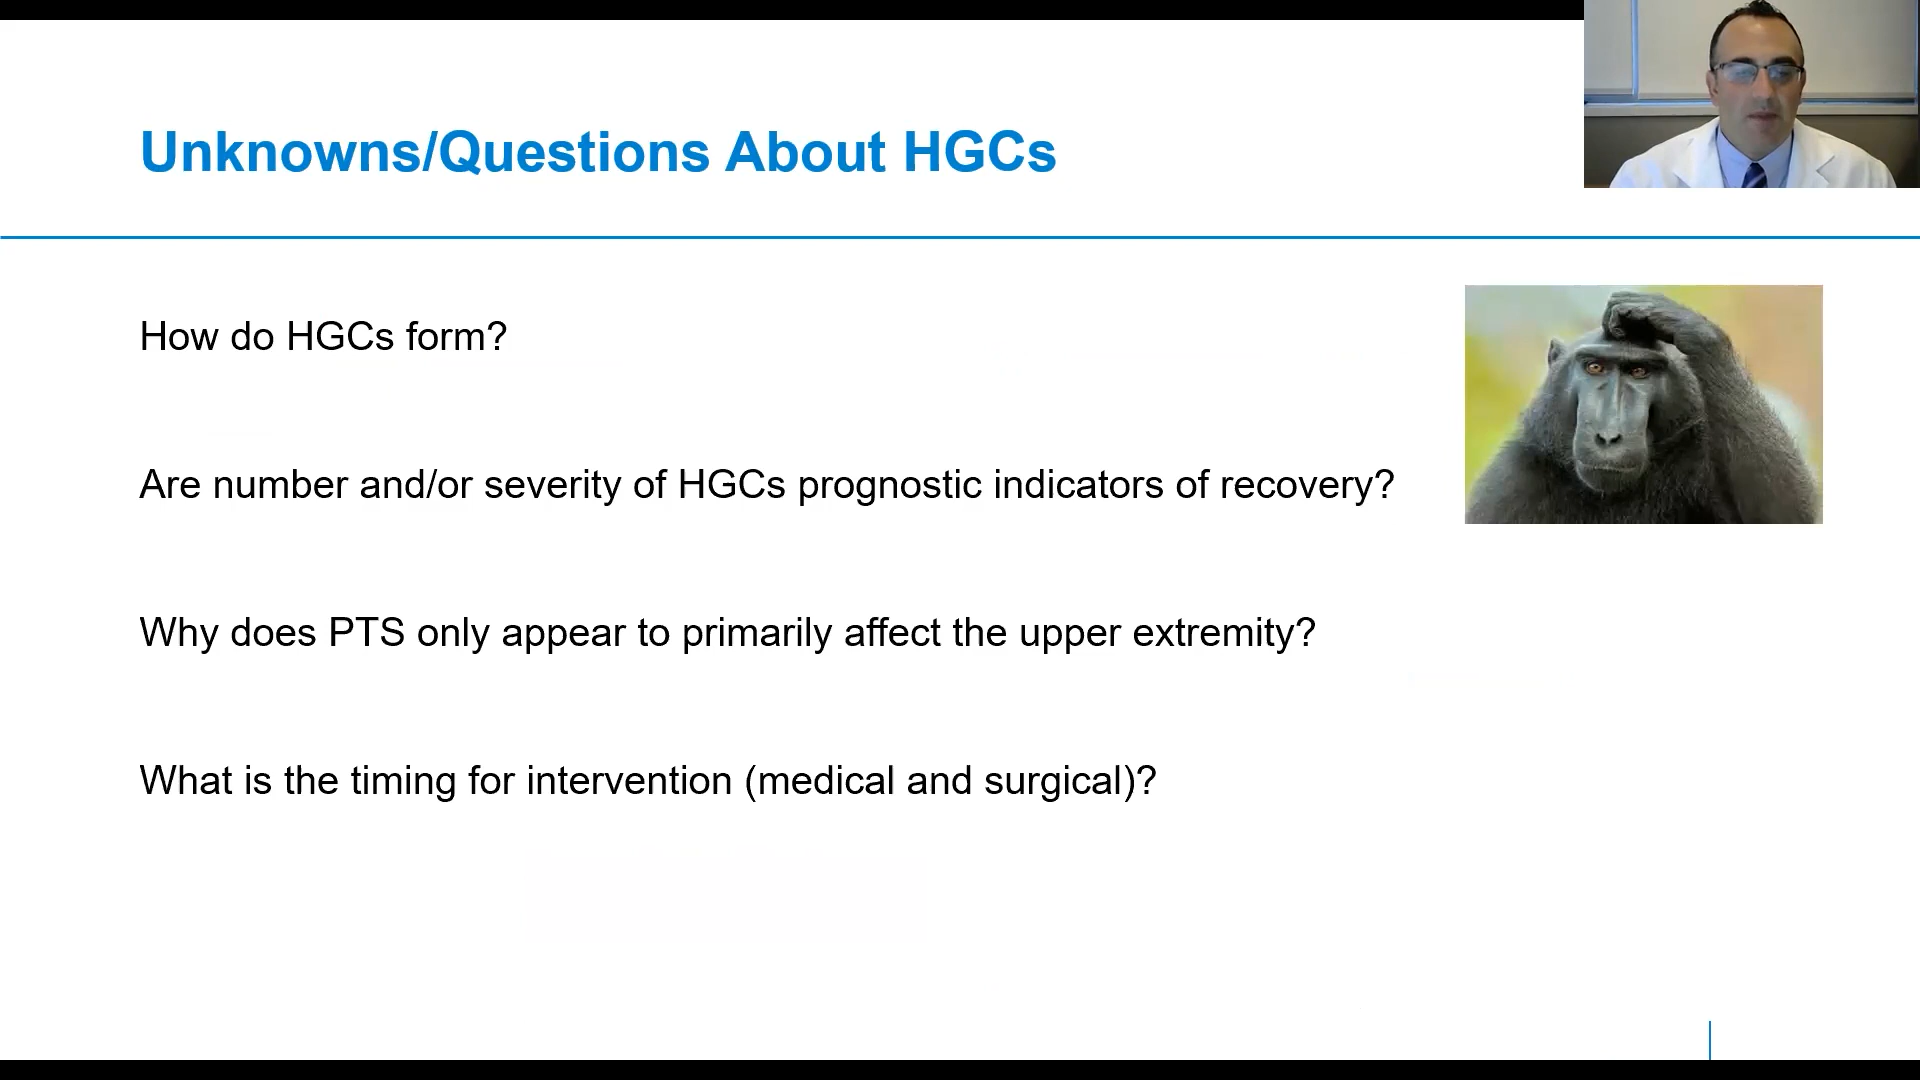 Unknowns/Questions About HGCs
How do HGCs form?
Are number and/or severity of HGCs prognostic indicators of recovery?
Why does PTS only appear to primarily affect the upper extremity?
What is the timing for intervention (medical and surgical)?